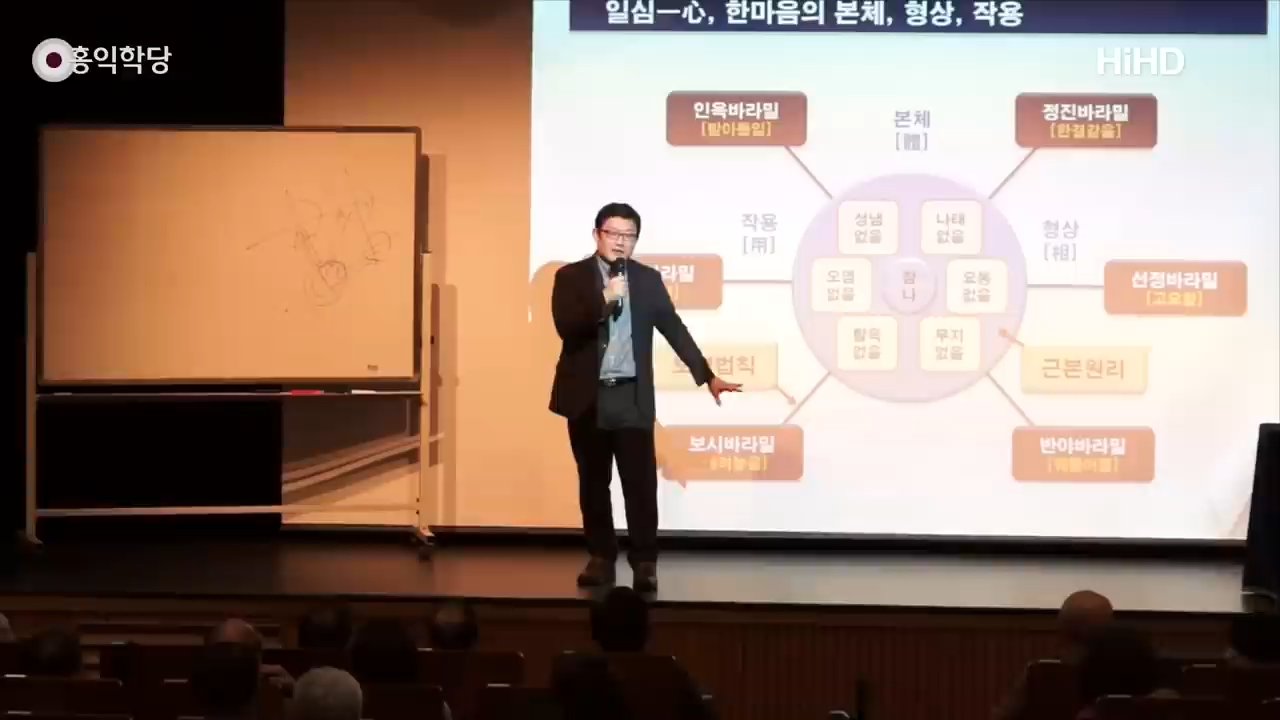 홍익학당
HiHD
일심一心, 한마음의 본체, 형상, 작용
인욕바라밀
[받아들임]
본체
[體]
정진바라밀
[한결같음]
작용
[用]
형상
[相]
성냄
없음
나태
없음
오염
없음
참
나
요동
없음
탐욕
없음
무지
없음
라밀
선정바라밀
[고요함]
법칙
근본원리
보시바라밀
반야바라밀